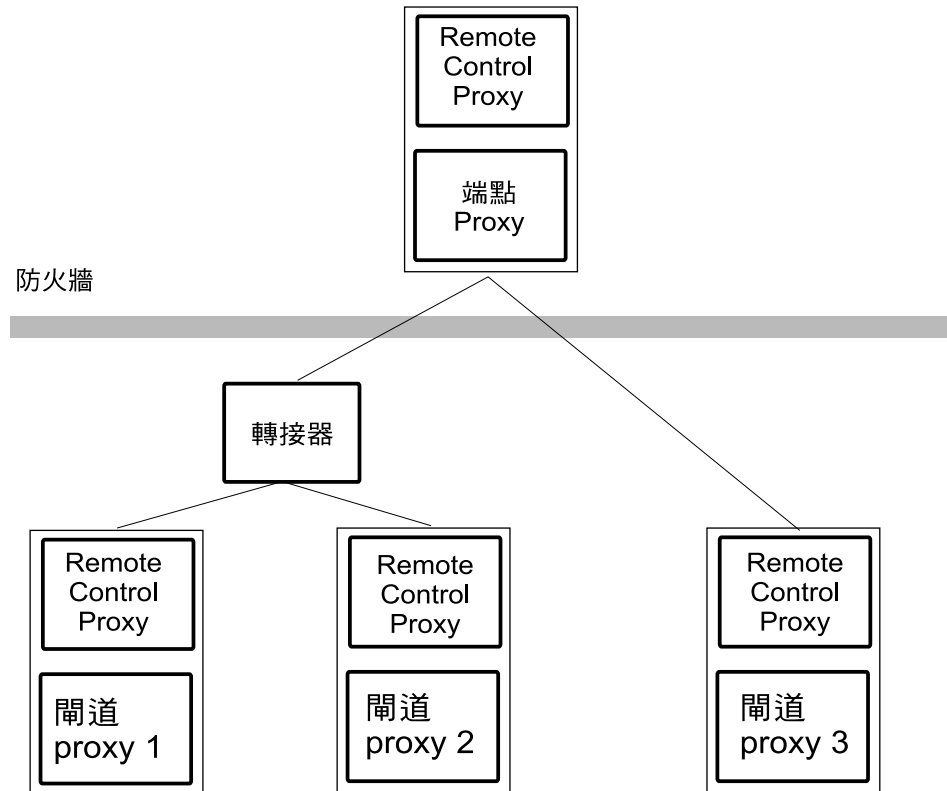 Remote
Control
Proxy
端點
Proxy
防火牆
轉接器
Remote
Control
Proxy
閘道
proxy 1
Remote
Control
Proxy
閘道
proxy 2
Remote
Control
Proxy
閘道
proxy 3